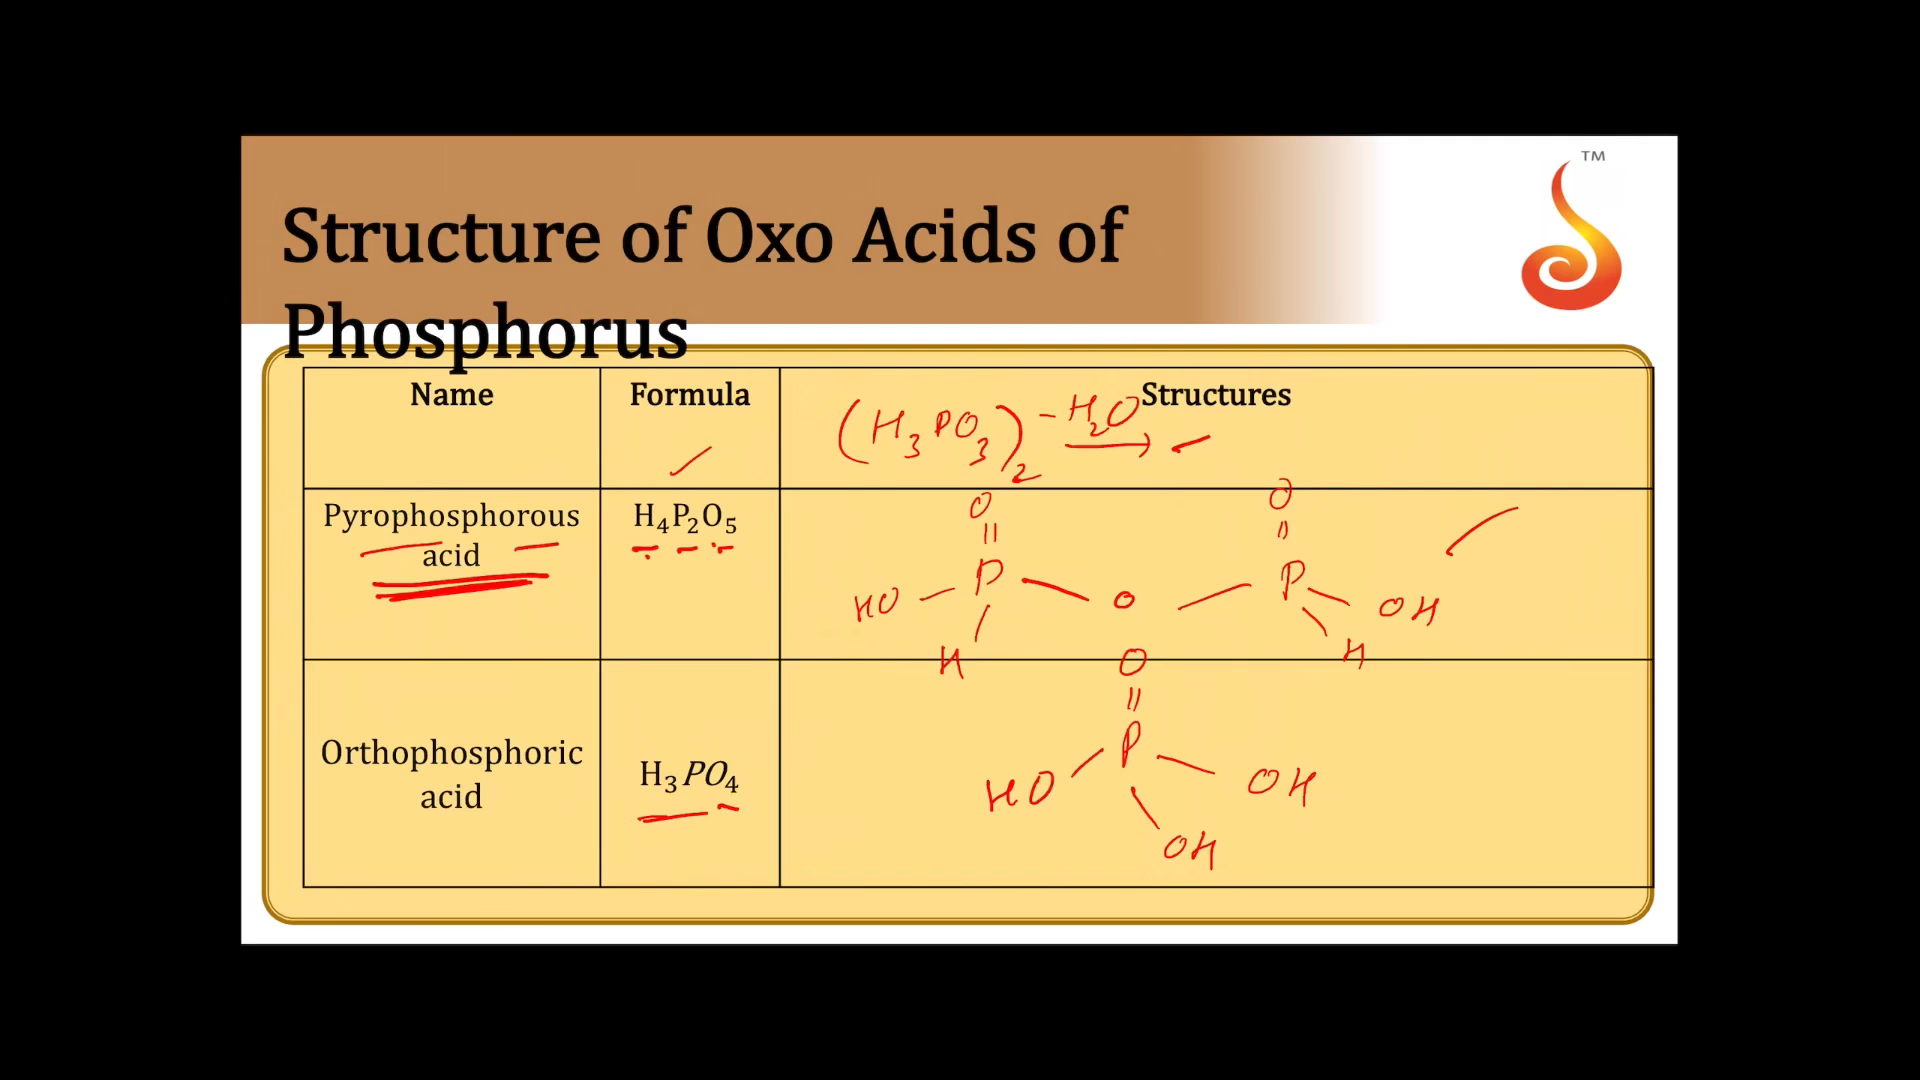 TM
Structure of Oxo Acids of
Phosphorus
Name Formula Structures
(H₃PO₃)₂ -H₂O →
Pyrophosphorous
acid
H₄P₂O₅
O O
|| ||
HO - P - O - P - OH
H H
Orthophosphoric
acid
H₃PO₄
O
||
HO P OH
OH